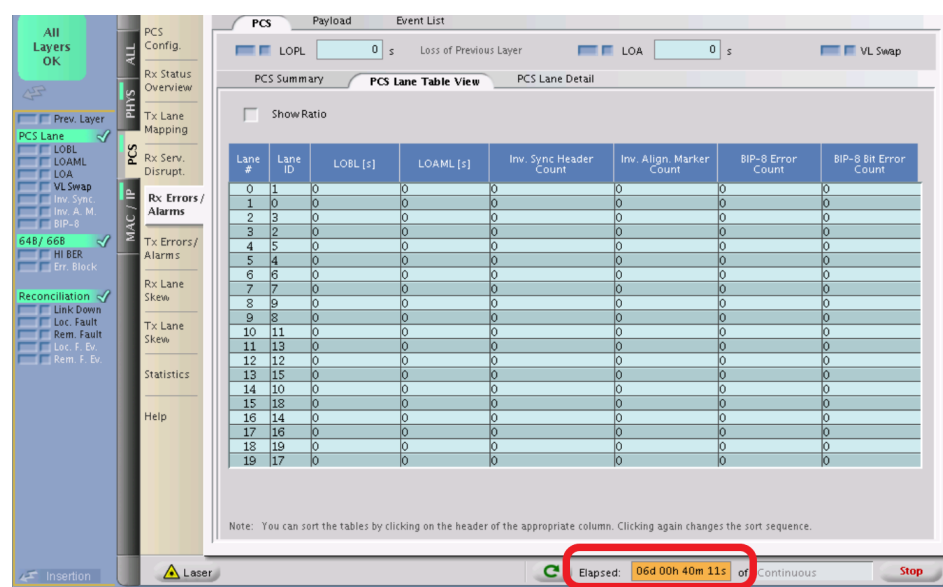 All
Layers
OK
Prev. Layer
PCS Lane
LOBL
LOAML
LOA
VL Swap
Inv. Sync.
Inv. A. M.
BIP-8
64B/ 66B
HI BER
Err. Block
Reconciliation
Link Down
Loc. Fault
Rem. Fault
Loc. F. Ev.
Rem. F. Ev.
Insertion
ALL
PHYS
PCS
MAC / IP
PCS
Config.
Rx Status
Overview
Tx Lane
Mapping
Rx Serv.
Disrupt.
Rx Errors/
Alarms
Tx Errors/
Alarms
Rx Lane
Skew
Tx Lane
Skew
Statistics
Help
PCS Payload Event List
LOPL 0 s Loss of Previous Layer LOA 0 s VL Swap
PCS Summary PCS Lane Table View PCS Lane Detail
Show Ratio
Lane # Lane ID LOBL [s] LOAML [s] Inv. Sync Header Count Inv. Align. Marker Count BIP-8 Error Count BIP-8 Bit Error Count
0 1 0 0 0 0 0 0
1 0 0 0 0 0 0 0
2 3 0 0 0 0 0 0
3 2 0 0 0 0 0 0
4 5 0 0 0 0 0 0
5 4 0 0 0 0 0 0
6 6 0 0 0 0 0 0
7 7 0 0 0 0 0 0
8 9 0 0 0 0 0 0
9 8 0 0 0 0 0 0
10 11 0 0 0 0 0 0
11 13 0 0 0 0 0 0
12 12 0 0 0 0 0 0
13 15 0 0 0 0 0 0
14 10 0 0 0 0 0 0
15 18 0 0 0 0 0 0
16 14 0 0 0 0 0 0
17 16 0 0 0 0 0 0
18 19 0 0 0 0 0 0
19 17 0 0 0 0 0 0
Note: You can sort the tables by clicking on the header of the appropriate column. Clicking again changes the sort sequence.
Laser Elapsed: 06d 00h 40m 11s of Continuous Stop